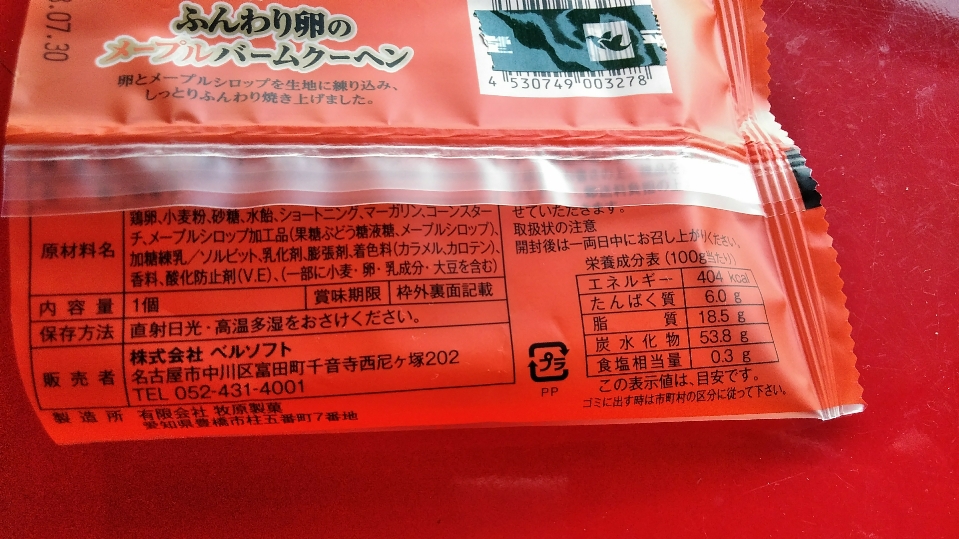 .07.30
ふんわり卵の
メープルバームクーヘン
卵とメープルシロップを生地に練り込み、
しっとりふんわり焼き上げました。
4 530749 003278
原材料名
鶏卵、小麦粉、砂糖、水飴、ショートニング、マーガリン、コーンスター
チ、メープルシロップ加工品(果糖ぶどう糖液糖、メープルシロップ)、
加糖練乳／ソルビット、乳化剤、膨張剤、着色料(カラメル、カロテン)、
香料、酸化防止剤(V.E)、(一部に小麦・卵・乳成分・大豆を含む)
内容量 1個 賞味期限 枠外裏面記載
保存方法 直射日光・高温多湿をおさけください。
販売者
株式会社 ベルソフト
名古屋市中川区富田町千音寺西尼ヶ塚202
TEL 052-431-4001
製造所 有限会社 牧原製菓
愛知県豊橋市柱五番町7番地
せていただきます。
取扱状の注意
開封後は一両日中にお召し上がりください。
栄養成分表(100g当たり)
エネルギー 404 kcal
たんぱく質 6.0 g
脂質 18.5 g
炭水化物 53.8 g
食塩相当量 0.3 g
この表示値は、目安です。
ゴミに出す時は市町村の区分に従って下さい。
プラ
PP